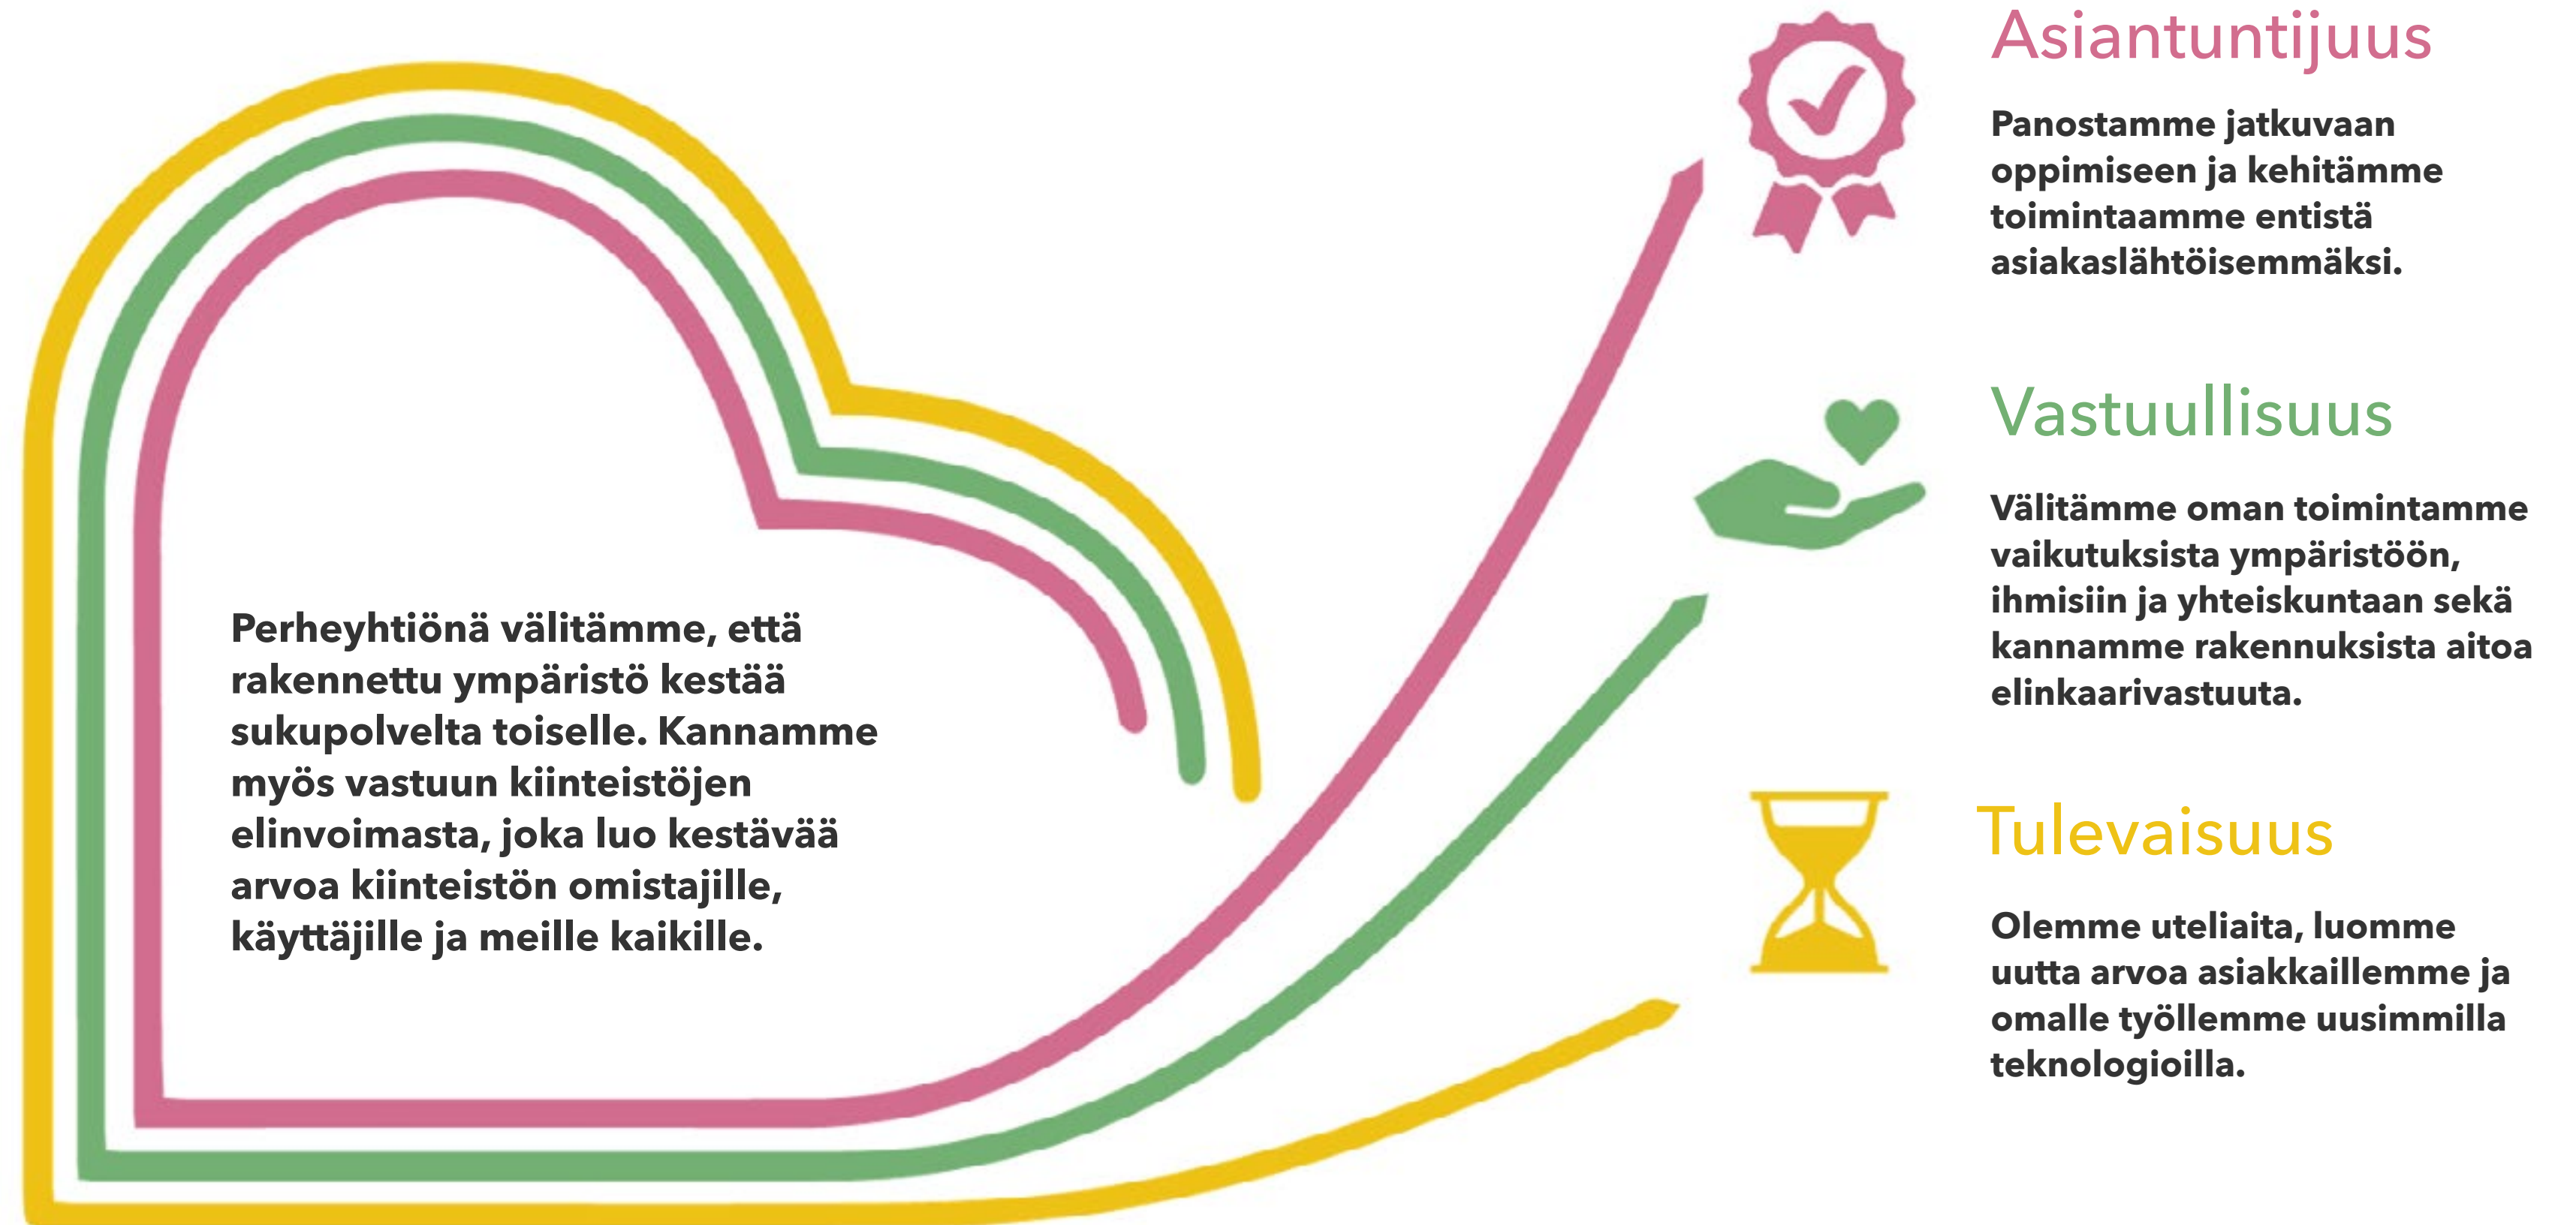 Perheyhtiönä välitämme, että
rakennettu ympäristö kestää
sukupolvelta toiselle. Kannamme
myös vastuun kiinteistöjen
elinvoimasta, joka luo kestävää
arvoa kiinteistön omistajille,
käyttäjille ja meille kaikille.
Asiantuntijuus
Panostamme jatkuvaan
oppimiseen ja kehitämme
toimintaamme entistä
asiakaslähtöisemmäksi.
Vastuullisuus
Välitämme oman toimintamme
vaikutuksista ympäristöön,
ihmisiin ja yhteiskuntaan sekä
kannamme rakennuksista aitoa
elinkaarivastuuta.
Tulevaisuus
Olemme uteliaita, luomme
uutta arvoa asiakkaillemme ja
omalle työllemme uusimmilla
teknologioilla.